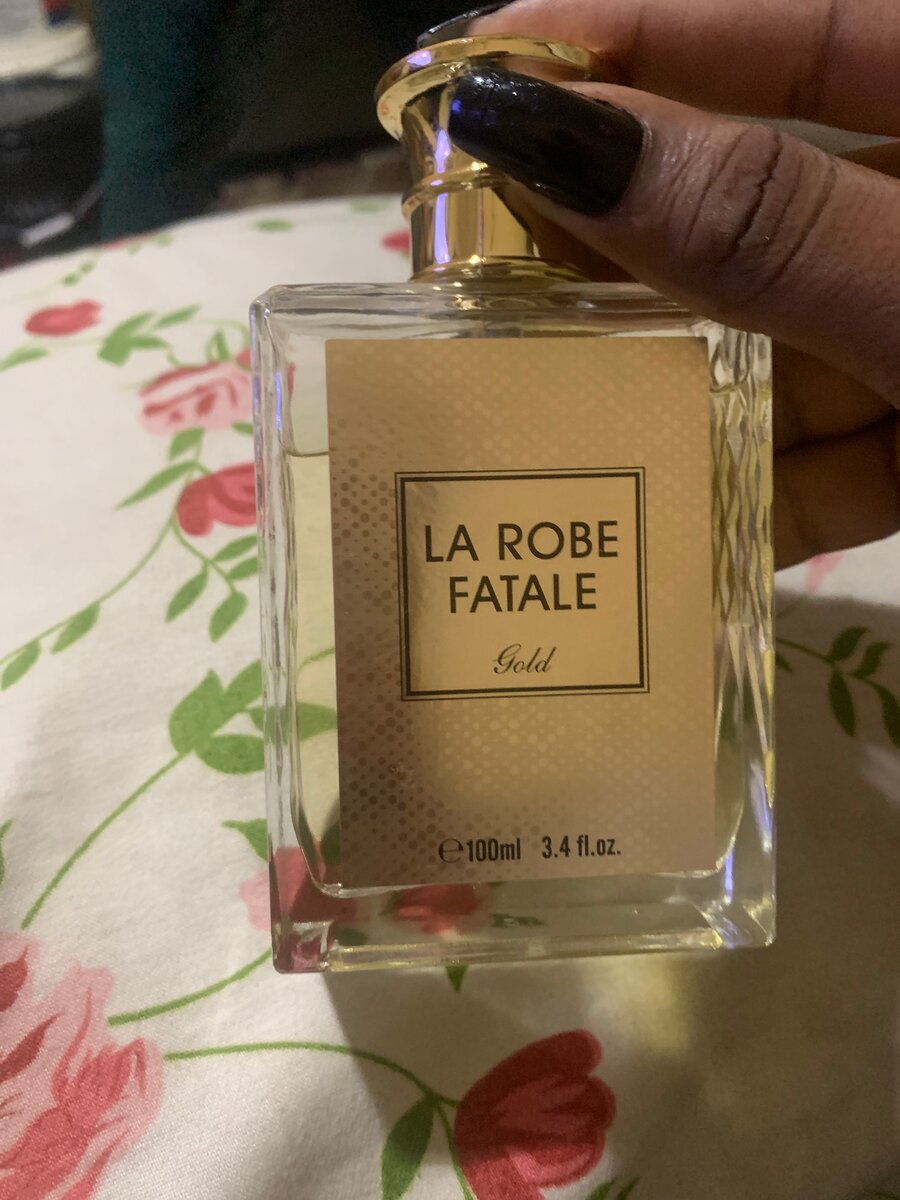 LA ROBE
FATALE
Gold
℮100ml 3.4 fl.oz.